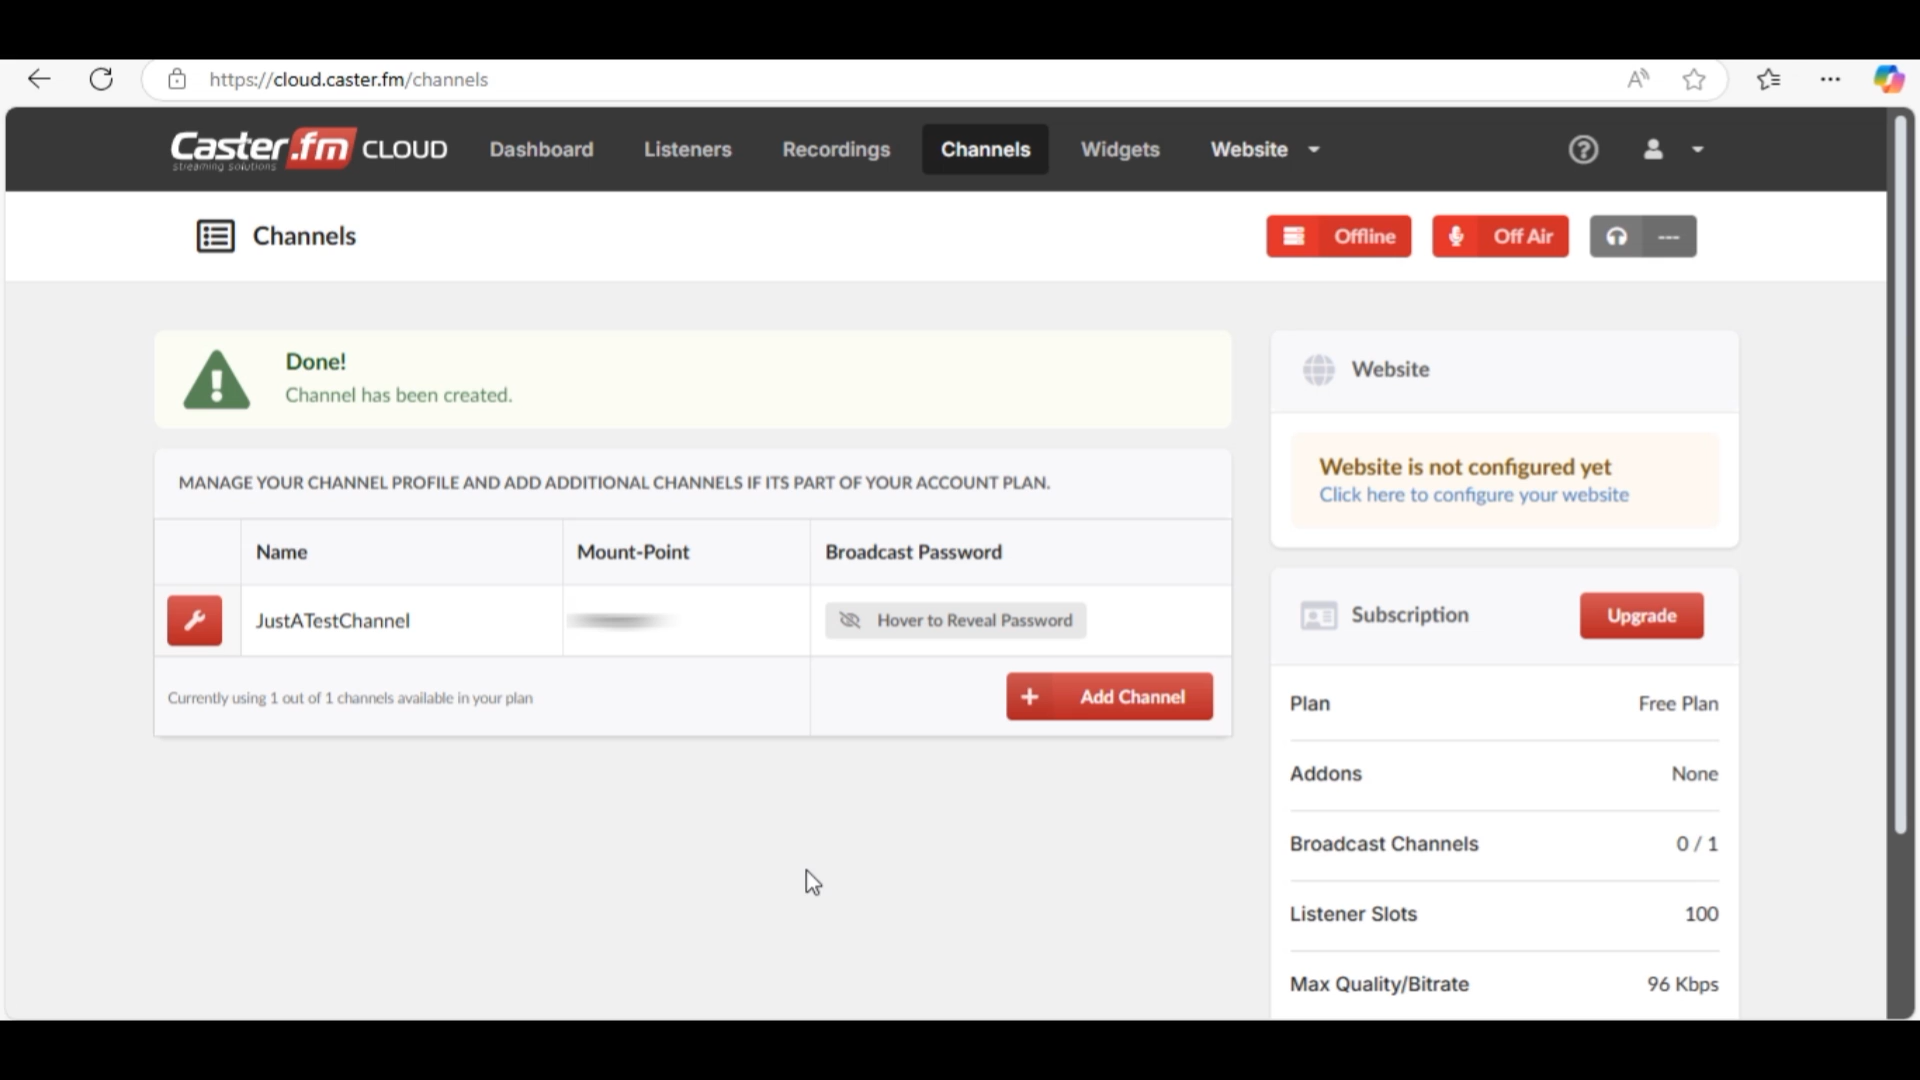 https://cloud.caster.fm/channels
Caster.fm CLOUD
streaming solutions
Dashboard
Listeners
Recordings
Channels
Widgets
Website
Channels
Offline
Off Air
---
Done!
Channel has been created.
MANAGE YOUR CHANNEL PROFILE AND ADD ADDITIONAL CHANNELS IF ITS PART OF YOUR ACCOUNT PLAN.
Name
Mount-Point
Broadcast Password
JustATestChannel
Hover to Reveal Password
Currently using 1 out of 1 channels available in your plan
+ Add Channel
Website
Website is not configured yet
Click here to configure your website
Subscription
Upgrade
Plan Free Plan
Addons None
Broadcast Channels 0 / 1
Listener Slots 100
Max Quality/Bitrate 96 Kbps